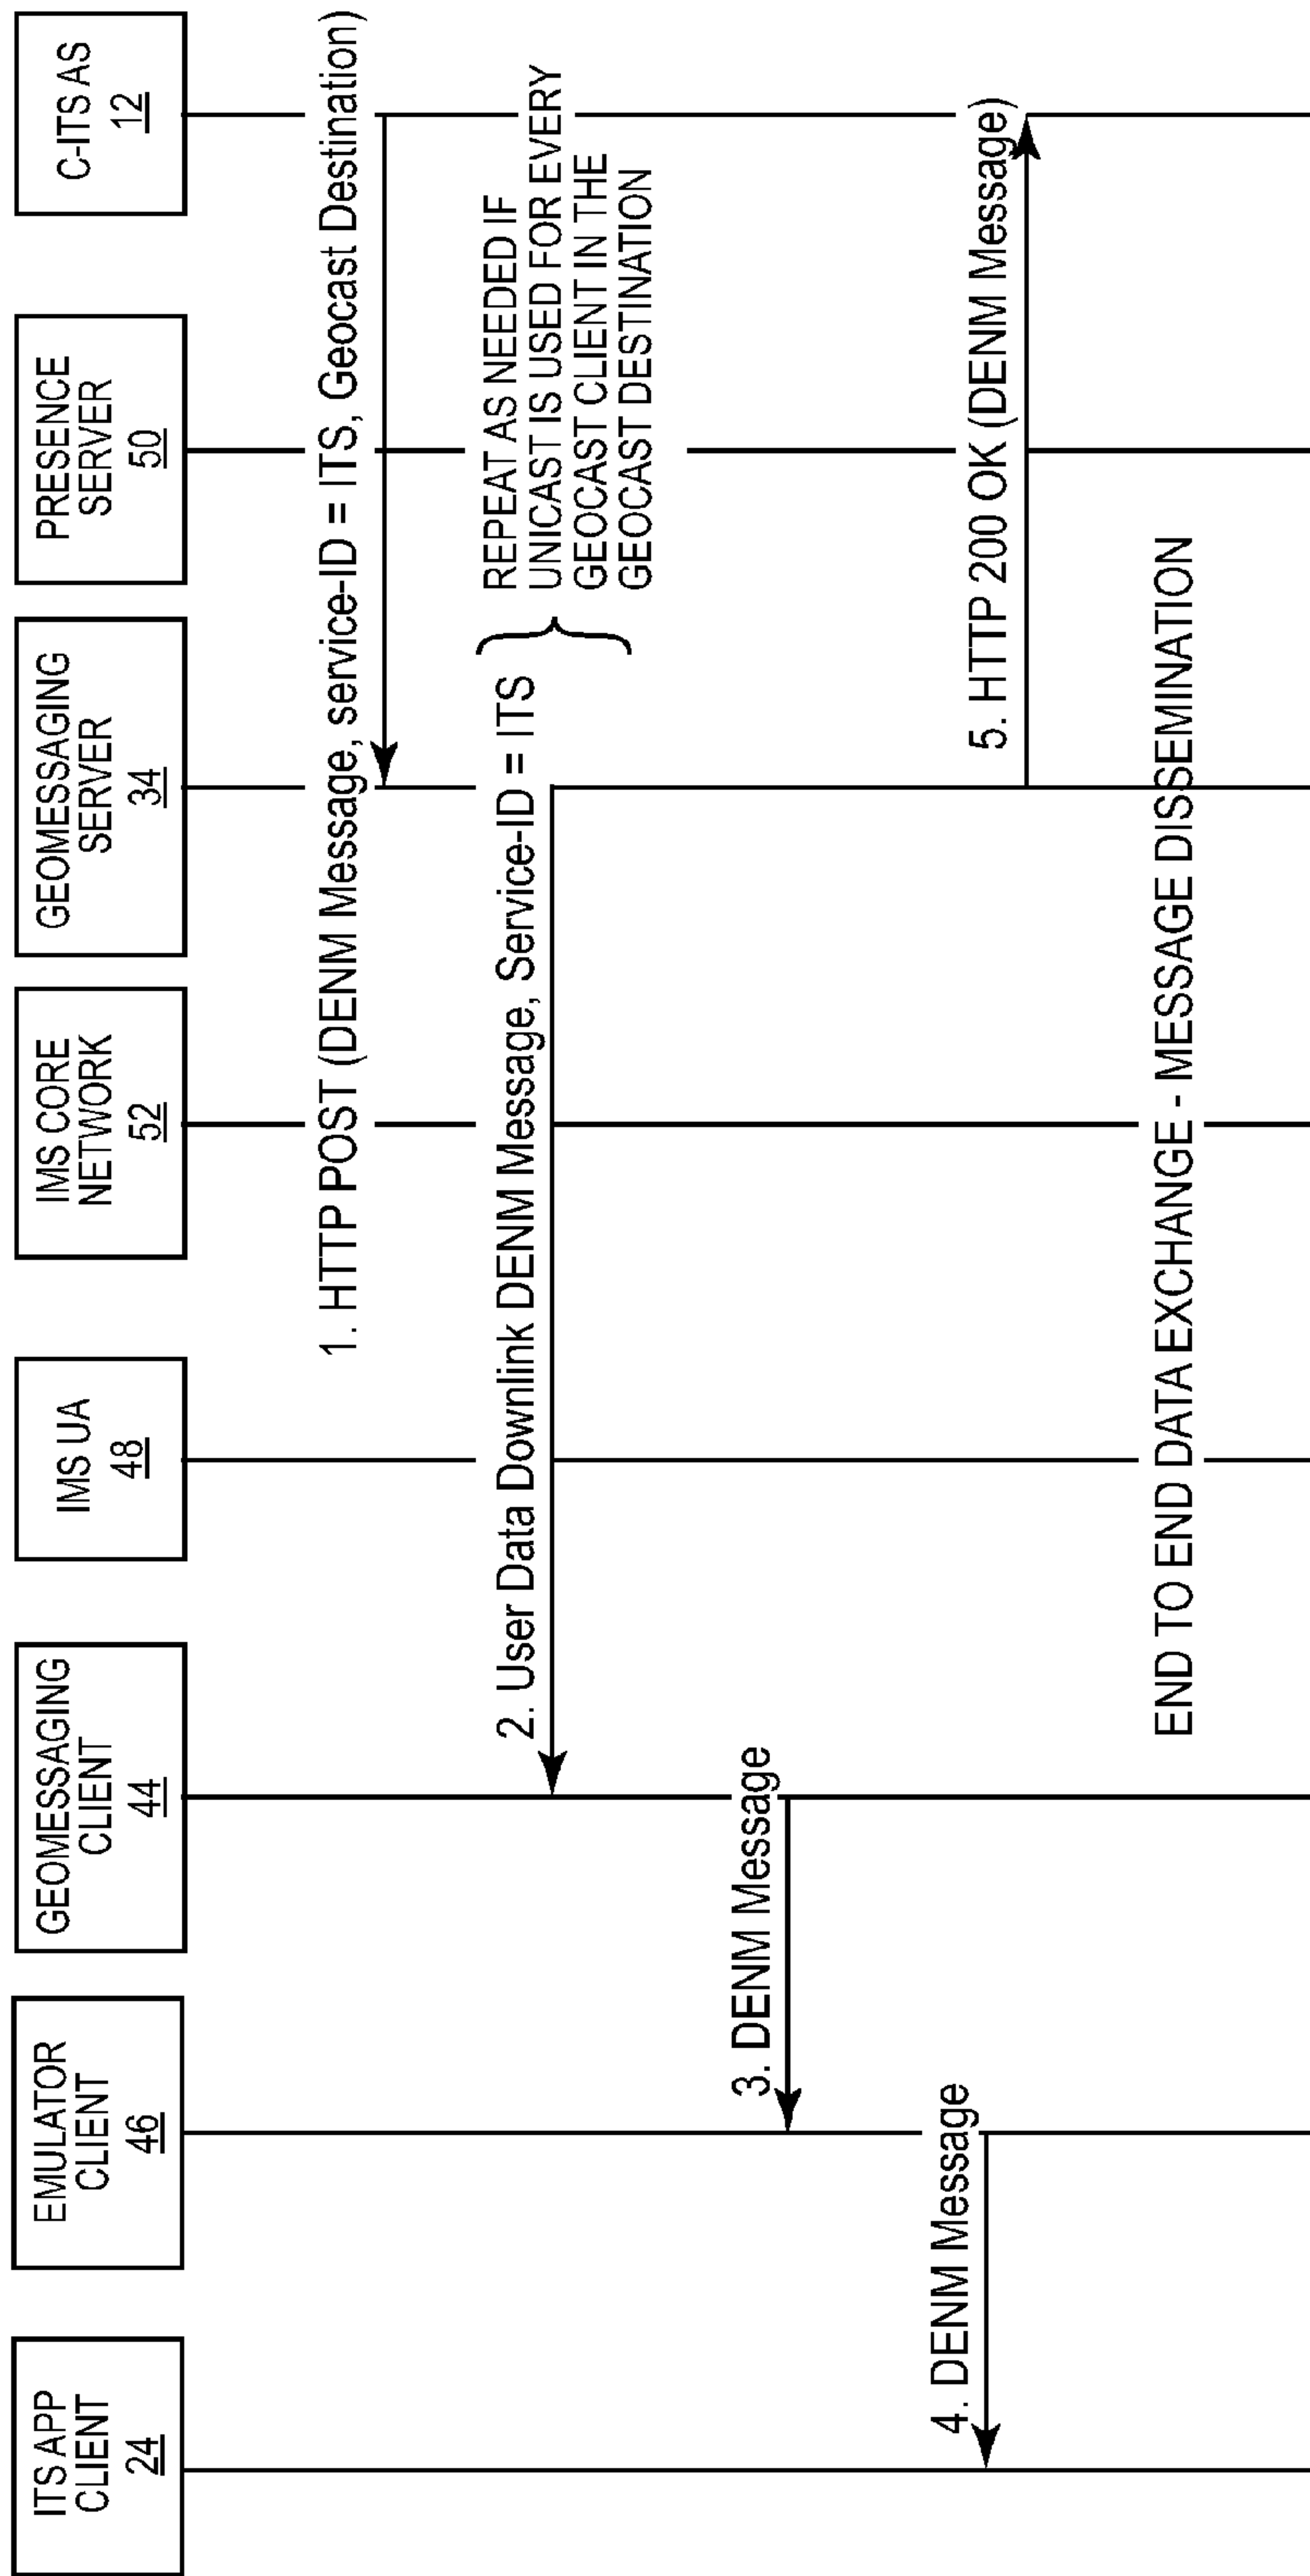 ITS APP
CLIENT
24
EMULATOR
CLIENT
46
GEOMESSAGING
CLIENT
44
IMS UA
48
IMS CORE
NETWORK
52
GEOMESSAGING
SERVER
34
PRESENCE
SERVER
50
C-ITS AS
12
1. HTTP POST (DENM Message, service-ID = ITS, Geocast Destination)
2. User Data Downlink DENM Message, Service-ID = ITS
REPEAT AS NEEDED IF
UNICAST IS USED FOR EVERY
GEOCAST CLIENT IN THE
GEOCAST DESTINATION
3. DENM Message
4. DENM Message
5. HTTP 200 OK (DENM Message)
END TO END DATA EXCHANGE - MESSAGE DISSEMINATION